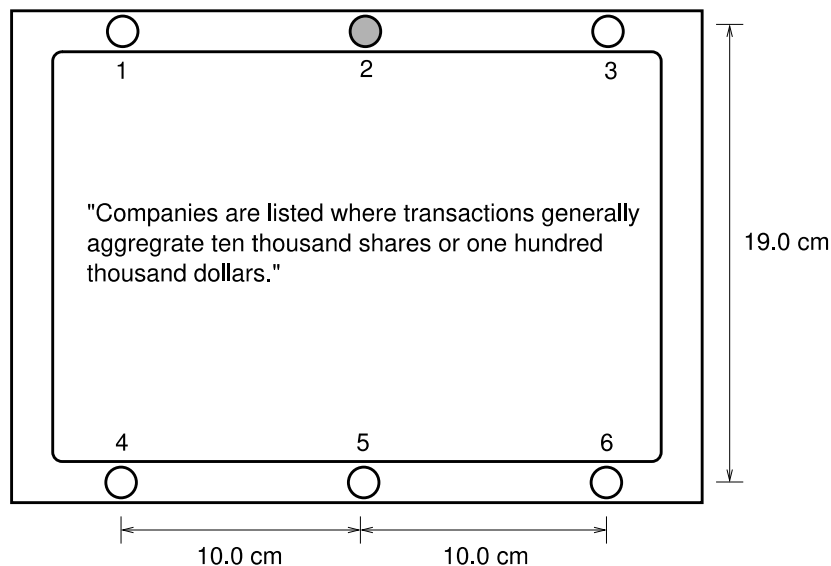 1 2 3
"Companies are listed where transactions generally
aggregrate ten thousand shares or one hundred
thousand dollars."
19.0 cm
4 5 6
10.0 cm 10.0 cm